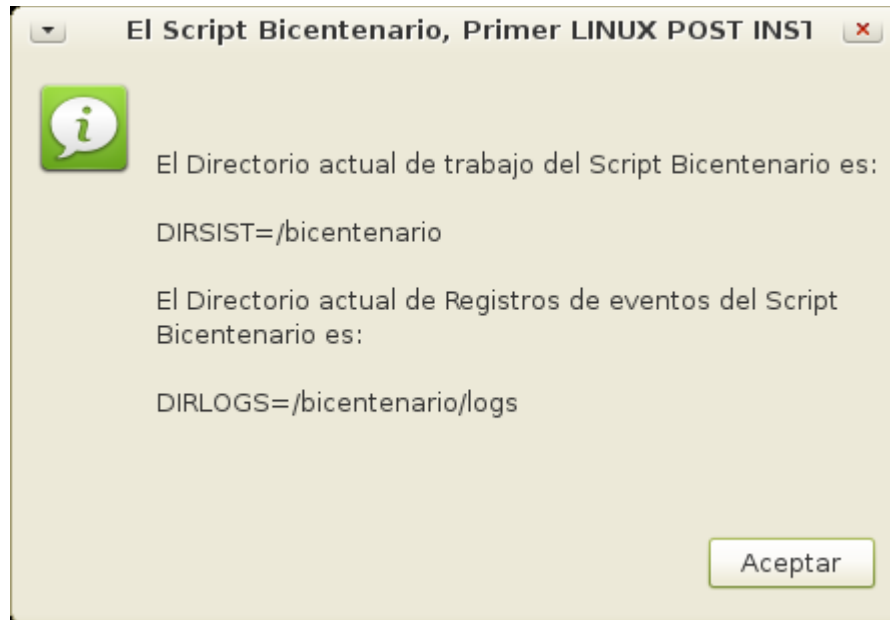 El Script Bicentenario, Primer LINUX POST INST
El Directorio actual de trabajo del Script Bicentenario es:
DIRSIST=/bicentenario
El Directorio actual de Registros de eventos del Script
Bicentenario es:
DIRLOGS=/bicentenario/logs
Aceptar